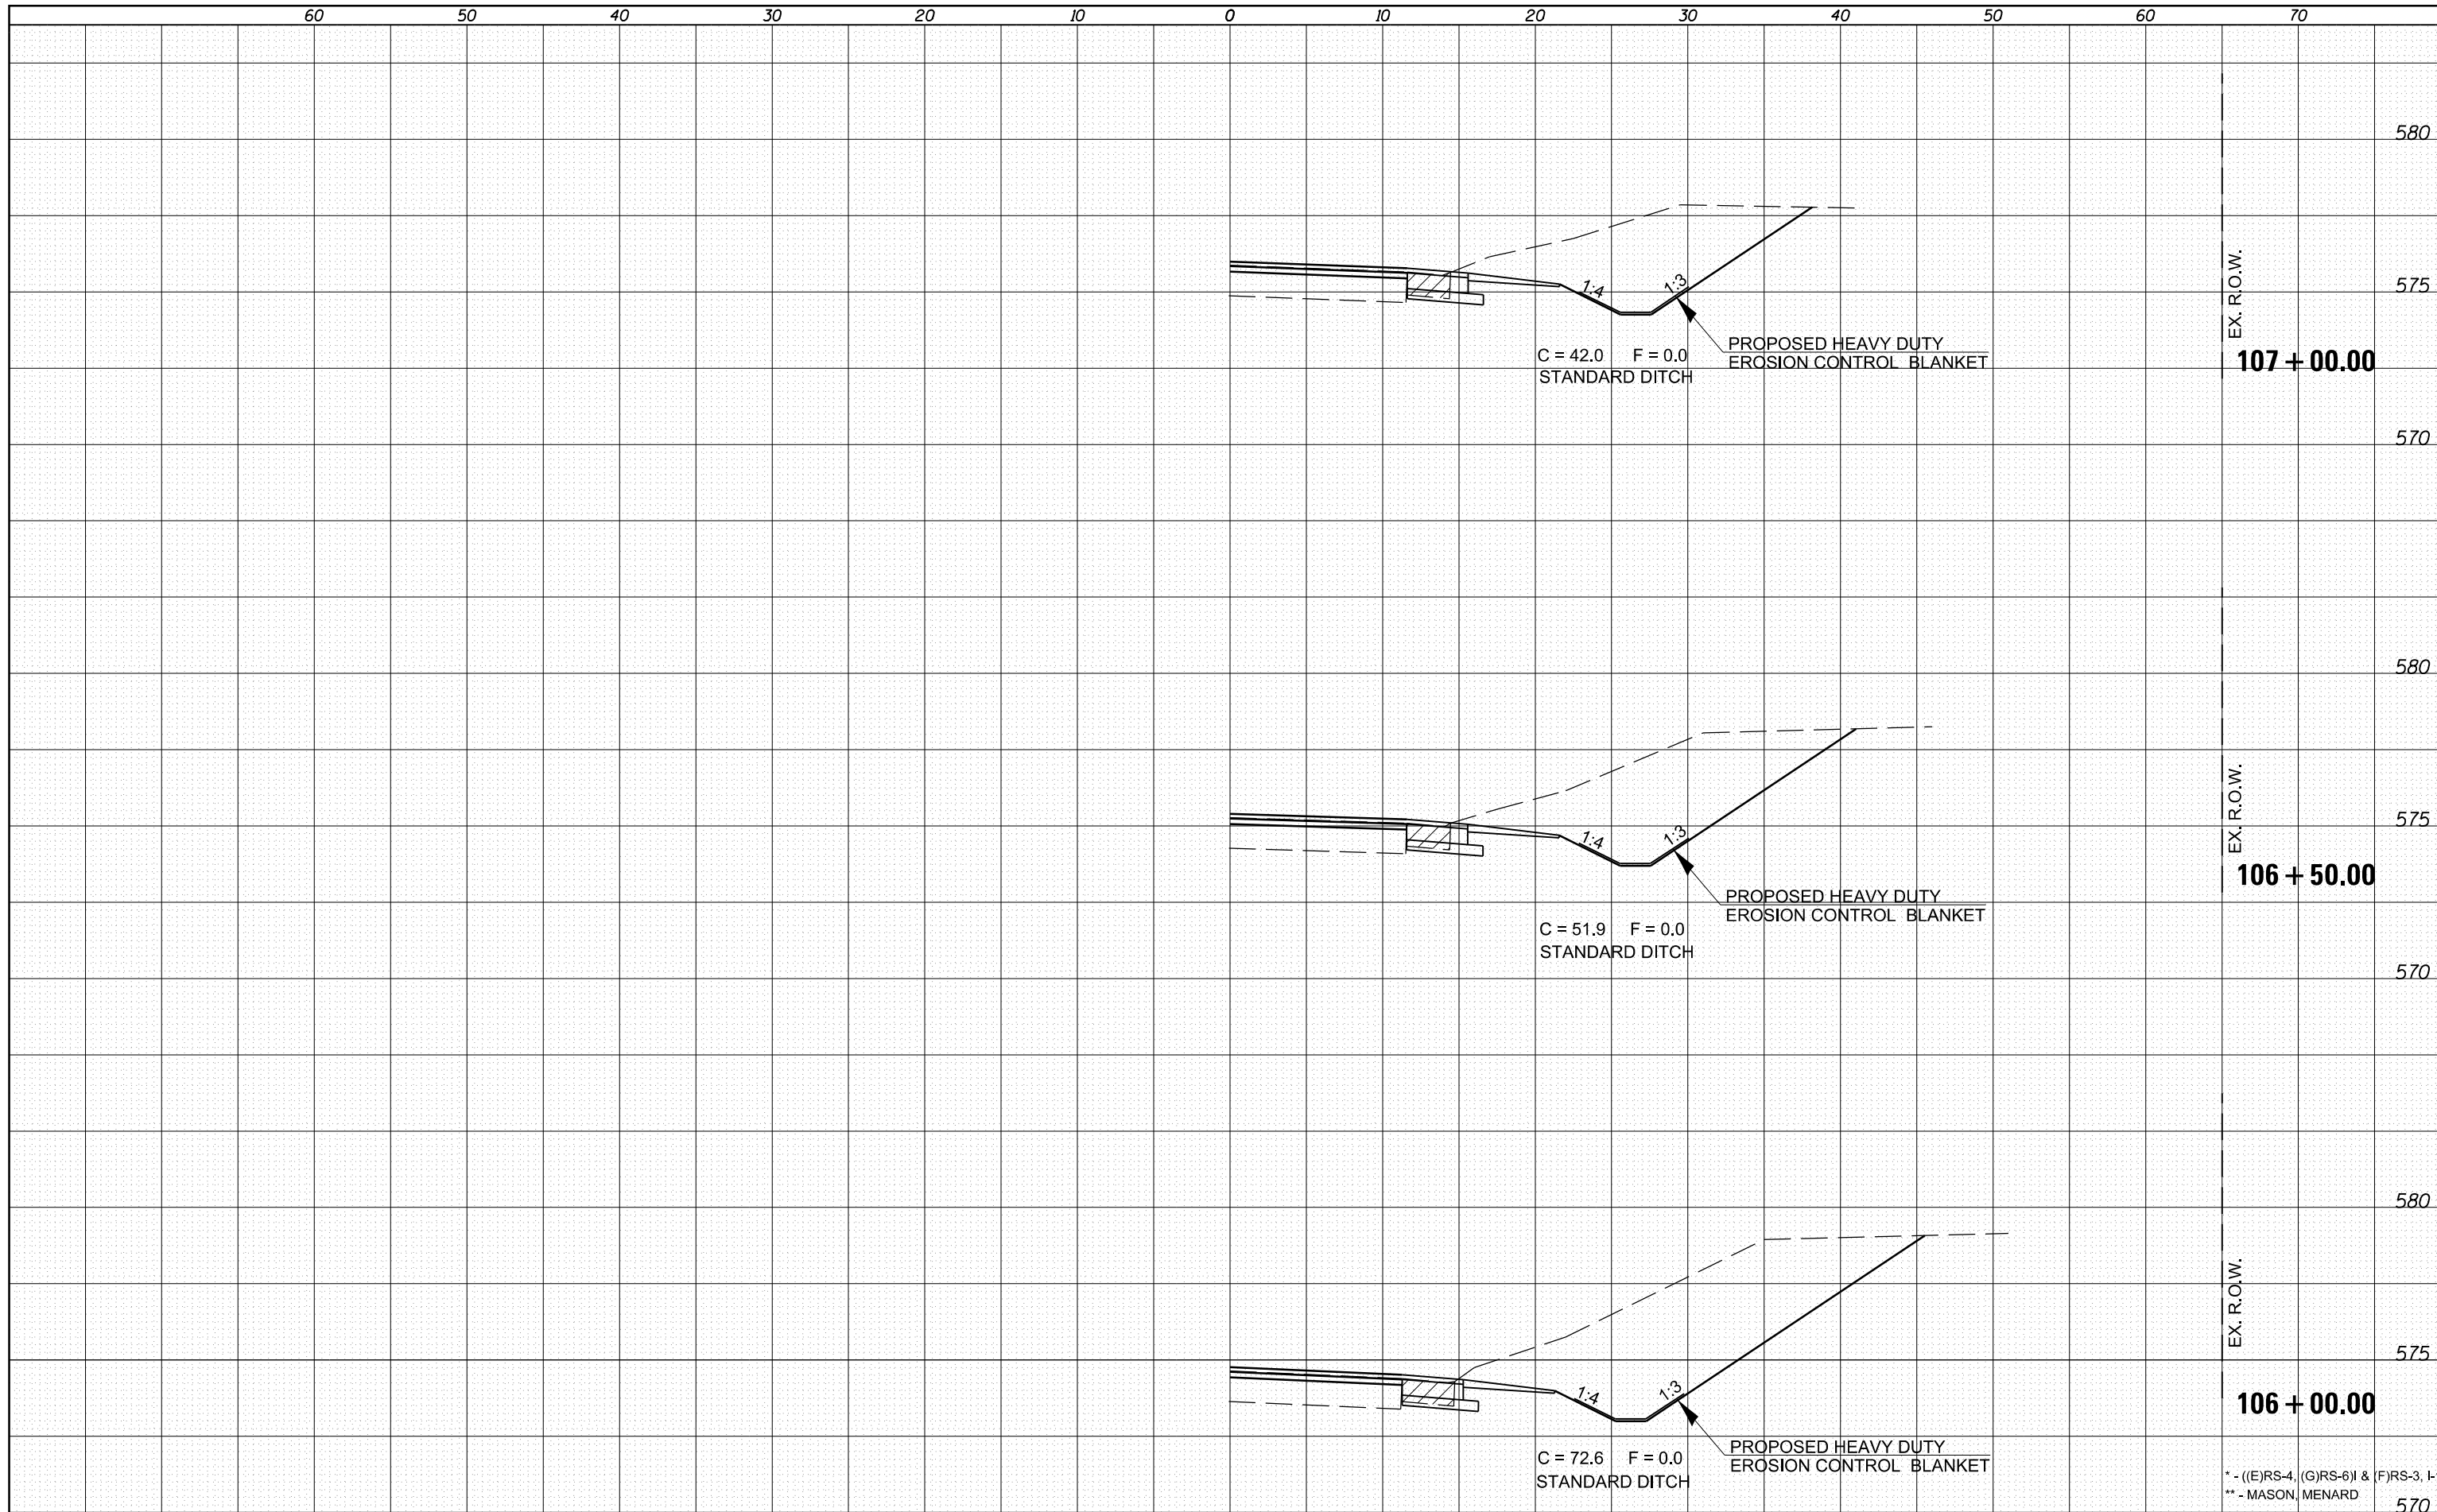 60 50 40 30 20 10 0 10 20 30 40 50 60 70
580
EX. R.O.W.
575
1:4
1:3
C = 42.0 F = 0.0
STANDARD DITCH
PROPOSED HEAVY DUTY
EROSION CONTROL BLANKET
107 + 00.00
570
580
EX. R.O.W.
575
1:4
1:3
PROPOSED HEAVY DUTY
EROSION CONTROL BLANKET
106 + 50.00
C = 51.9 F = 0.0
STANDARD DITCH
570
580
EX. R.O.W.
575
1:4
1:3
106 + 00.00
C = 72.6 F = 0.0
STANDARD DITCH
PROPOSED HEAVY DUTY
EROSION CONTROL BLANKET
* - ((E)RS-4, (G)RS-6)I & (F)RS-3, I-
** - MASON, MENARD
570